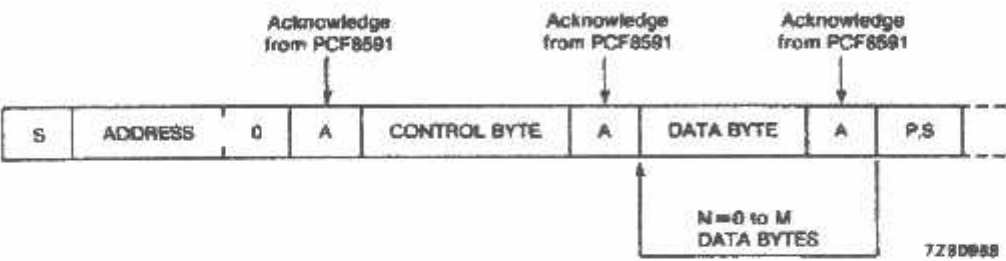 Acknowledge
from PCF8591
Acknowledge
from PCF8591
Acknowledge
from PCF8591
S ADDRESS 0 A CONTROL BYTE A DATA BYTE A P,S
N=0 to M
DATA BYTES
7Z80968